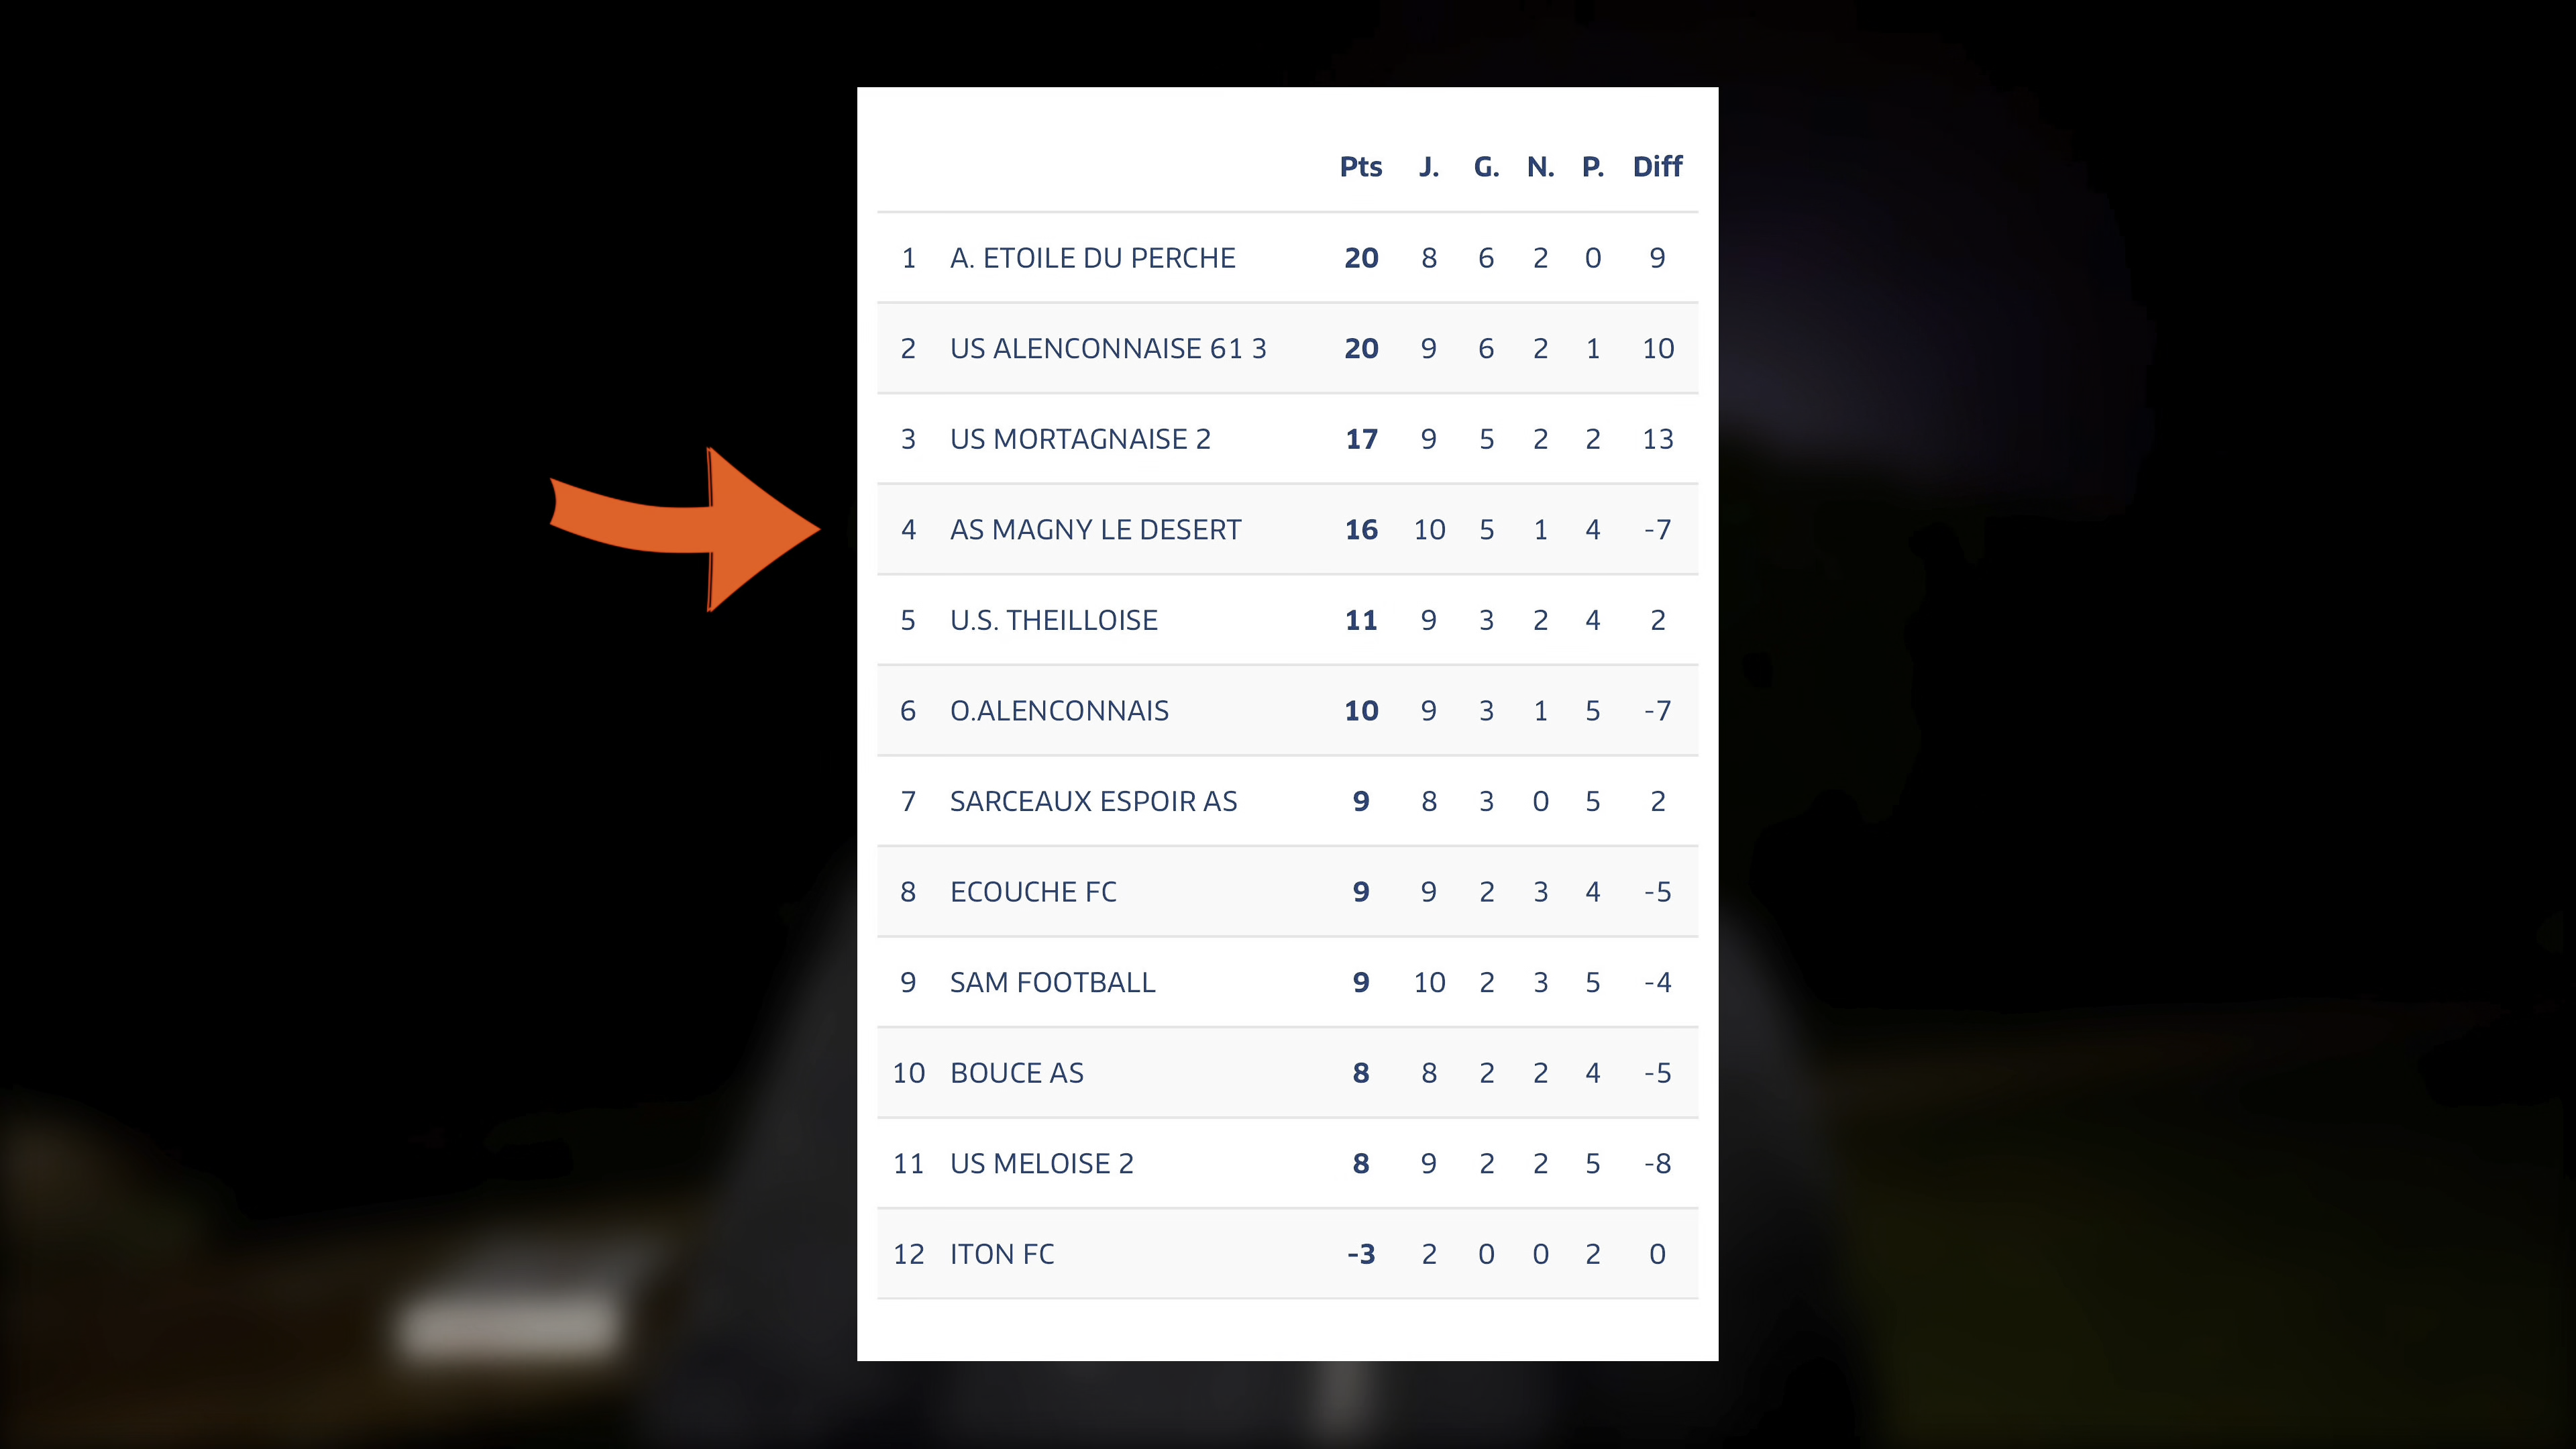 Pts J. G. N. P. Diff
1 A. ETOILE DU PERCHE 20 8 6 2 0 9
2 US ALENCONNAISE 61 3 20 9 6 2 1 10
3 US MORTAGNAISE 2 17 9 5 2 2 13
4 AS MAGNY LE DESERT 16 10 5 1 4 -7
5 U.S. THEILLOISE 11 9 3 2 4 2
6 O.ALENCONNAIS 10 9 3 1 5 -7
7 SARCEAUX ESPOIR AS 9 8 3 0 5 2
8 ECOUCHE FC 9 9 2 3 4 -5
9 SAM FOOTBALL 9 10 2 3 5 -4
10 BOUCE AS 8 8 2 2 4 -5
11 US MELOISE 2 8 9 2 2 5 -8
12 ITON FC -3 2 0 0 2 0